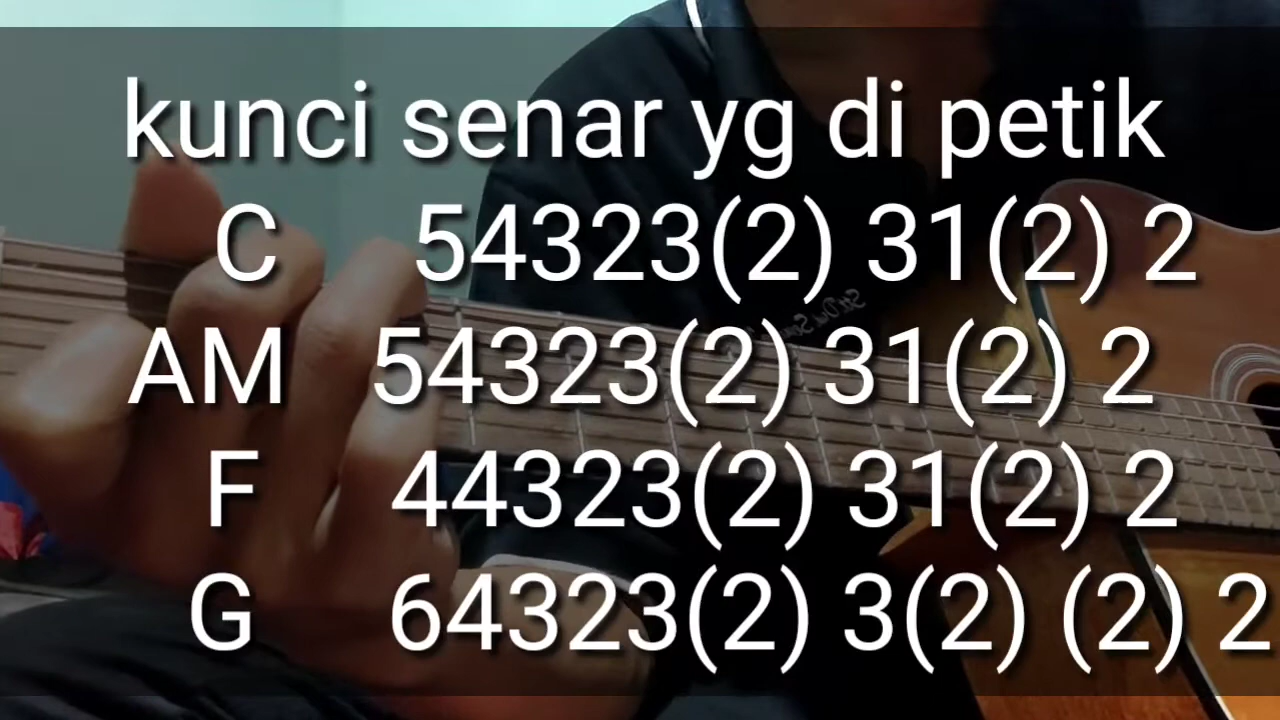 kunci senar yg di petik
C 54323(2) 31(2) 2
AM 54323(2) 31(2) 2
F 44323(2) 31(2) 2
G 64323(2) 3(2) (2) 2